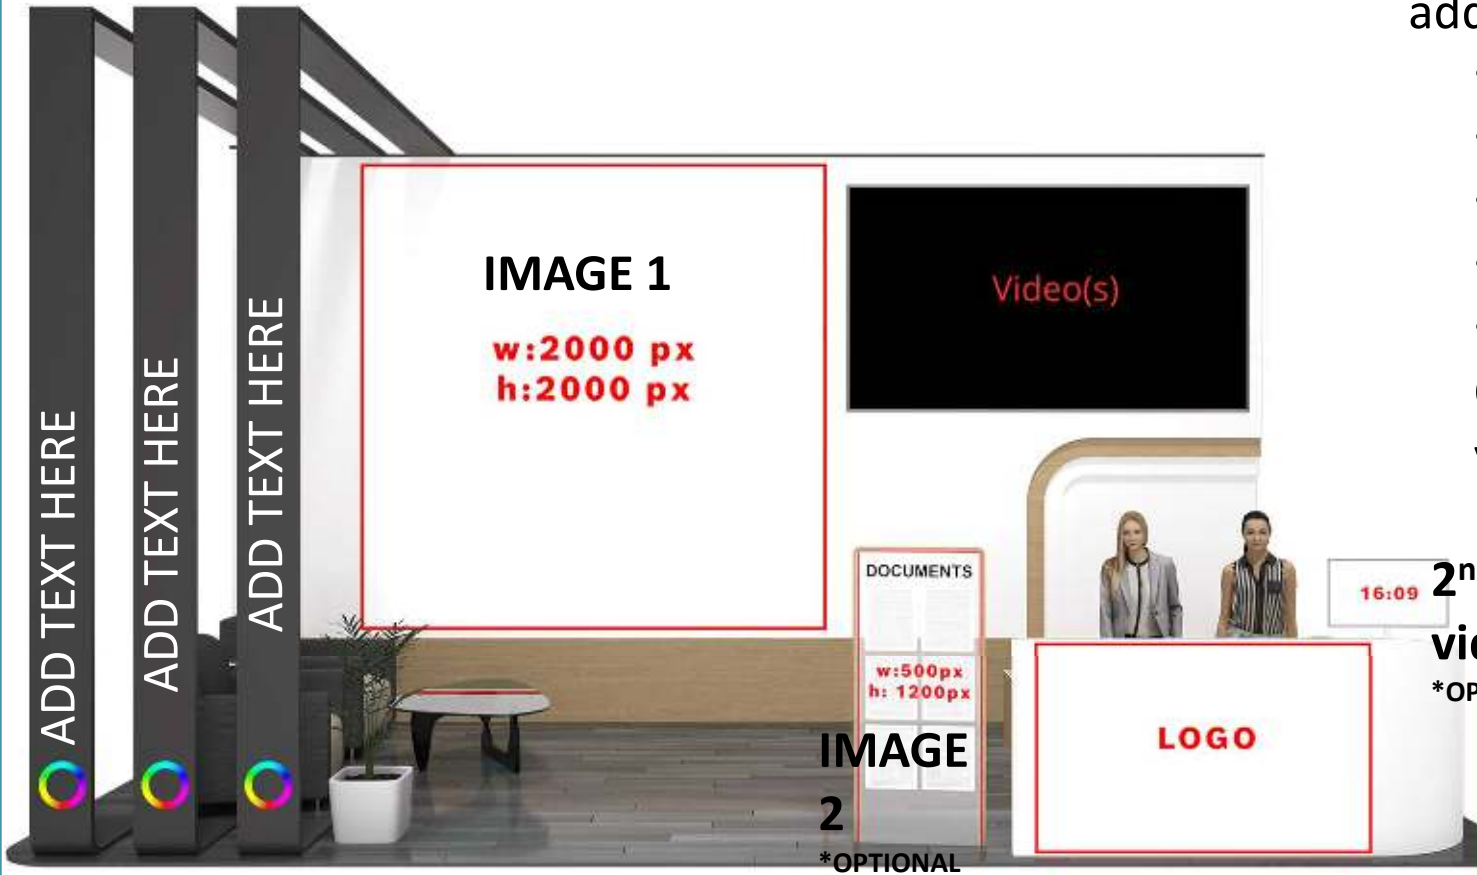 add
ADD TEXT HERE
ADD TEXT HERE
ADD TEXT HERE
IMAGE 1
w:2000 px
h:2000 px
Video(s)
DOCUMENTS
w:500px
h: 1200px
IMAGE
2
*OPTIONAL
LOGO
16:09
2ⁿ
vi
*OP